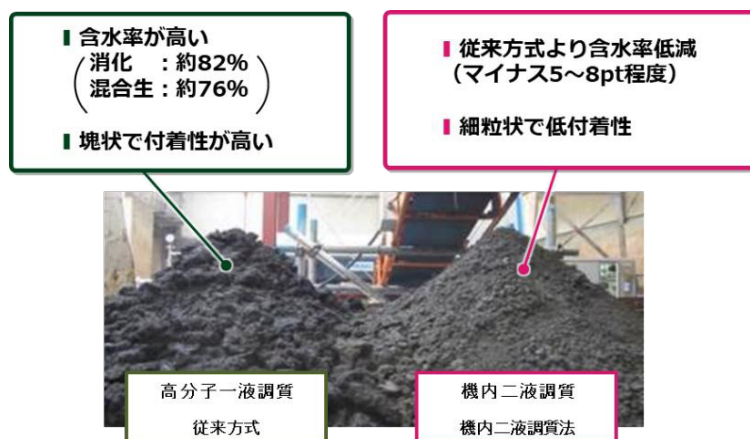 ▮ 含水率が高い
（消化　：約82%
混合生：約76%）
▮ 塊状で付着性が高い
▮ 従来方式より含水率低減
（マイナス5～8pt程度）
▮ 細粒状で低付着性
高分子一液調質
従来方式
機内二液調質
機内二液調質法